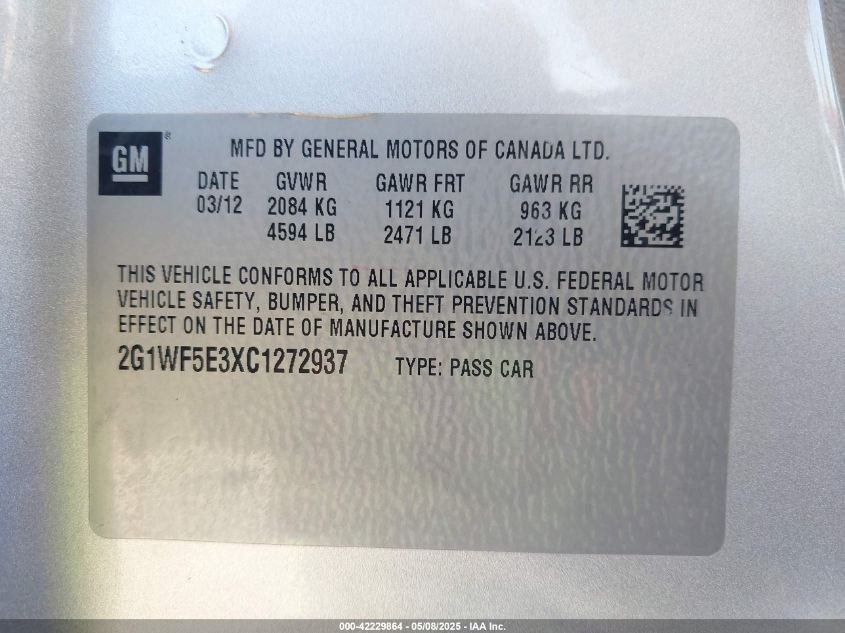 GM ®
MFD BY GENERAL MOTORS OF CANADA LTD.
DATE GVWR GAWR FRT GAWR RR
03/12 2084 KG 1121 KG 963 KG
4594 LB 2471 LB 2123 LB
THIS VEHICLE CONFORMS TO ALL APPLICABLE U.S. FEDERAL MOTOR
VEHICLE SAFETY, BUMPER, AND THEFT PREVENTION STANDARDS IN
EFFECT ON THE DATE OF MANUFACTURE SHOWN ABOVE.
2G1WF5E3XC1272937 TYPE: PASS CAR
000-42229864 - 05/08/2025 - IAA Inc.